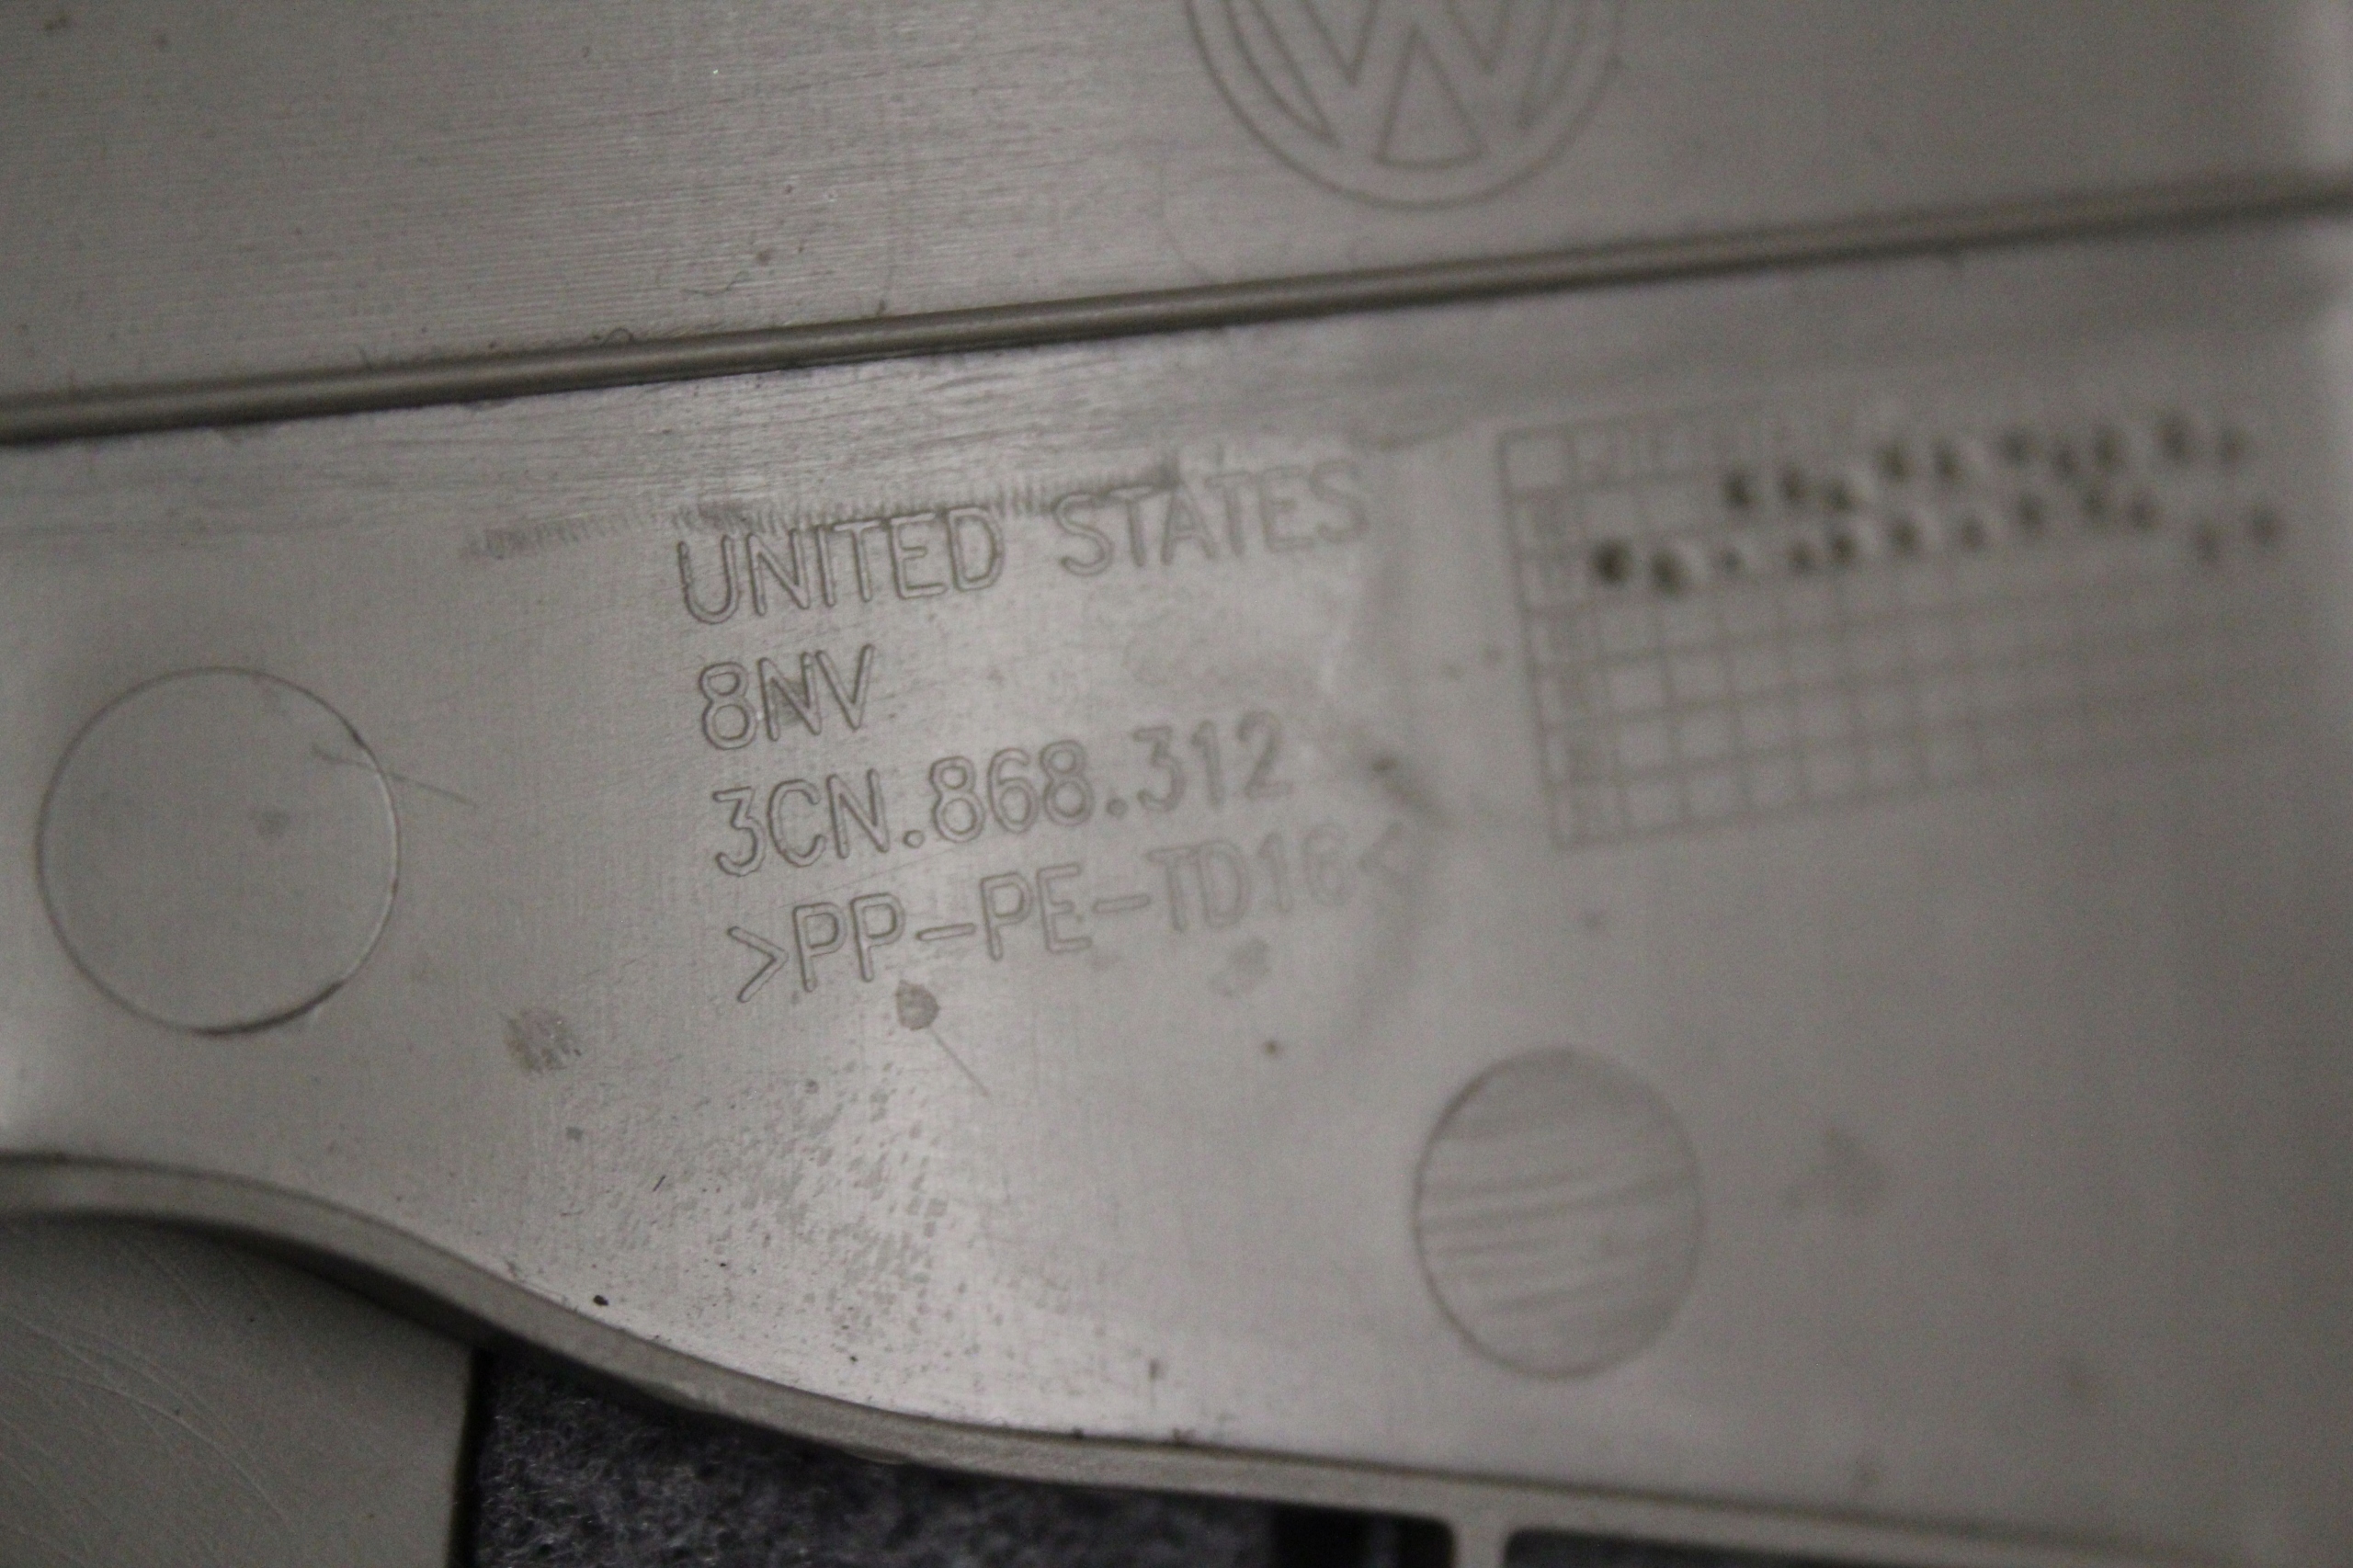 UNITED STATES
8NV
3CN.868.312
>PP-PE-TD16<